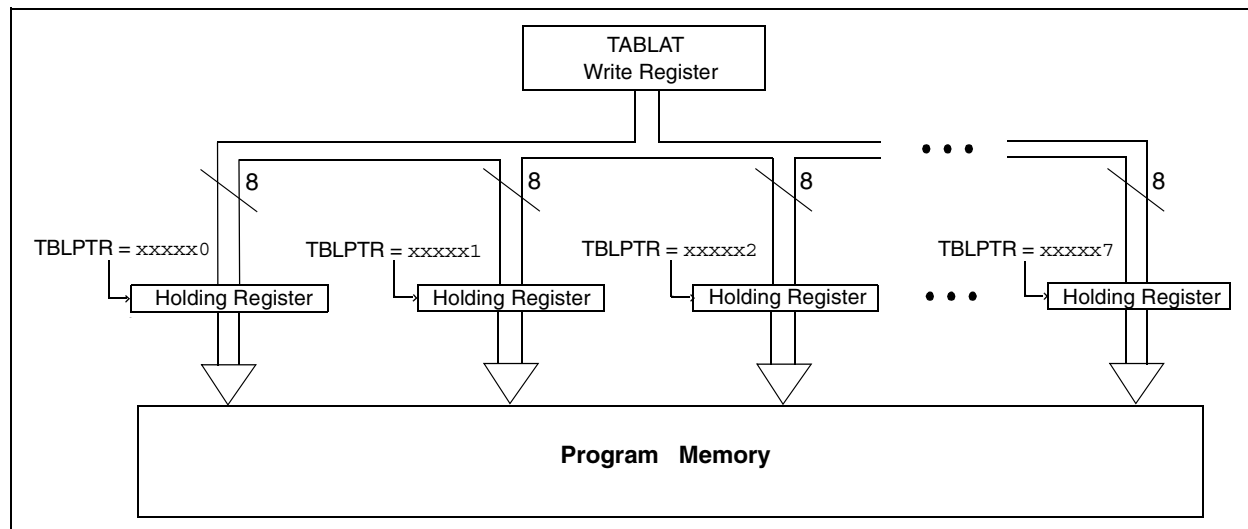 TABLAT
Write Register
• • •
8 8 8 8
TBLPTR = xxxxx0 TBLPTR = xxxxx1 TBLPTR = xxxxx2 TBLPTR = xxxxx7
Holding Register Holding Register Holding Register • • • Holding Register
Program Memory